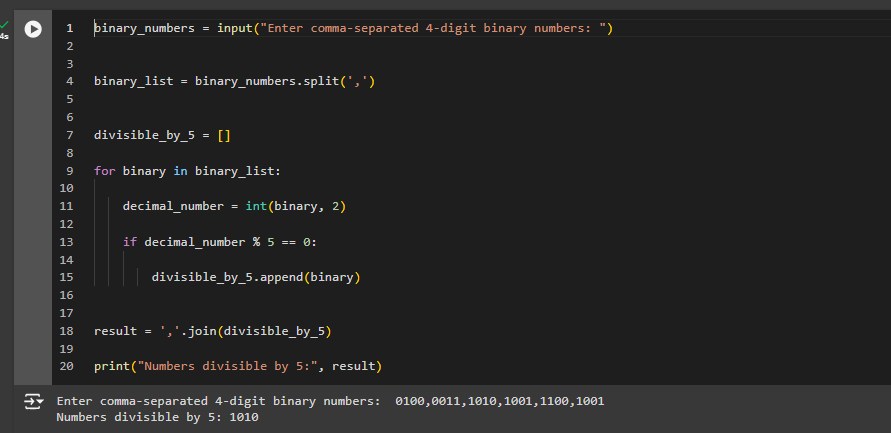 4s
1 binary_numbers = input("Enter comma-separated 4-digit binary numbers: ")
2
3
4 binary_list = binary_numbers.split(',')
5
6
7 divisible_by_5 = []
8
9 for binary in binary_list:
10
11 decimal_number = int(binary, 2)
12
13 if decimal_number % 5 == 0:
14
15 divisible_by_5.append(binary)
16
17
18 result = ','.join(divisible_by_5)
19
20 print("Numbers divisible by 5:", result)
Enter comma-separated 4-digit binary numbers: 0100,0011,1010,1001,1100,1001
Numbers divisible by 5: 1010